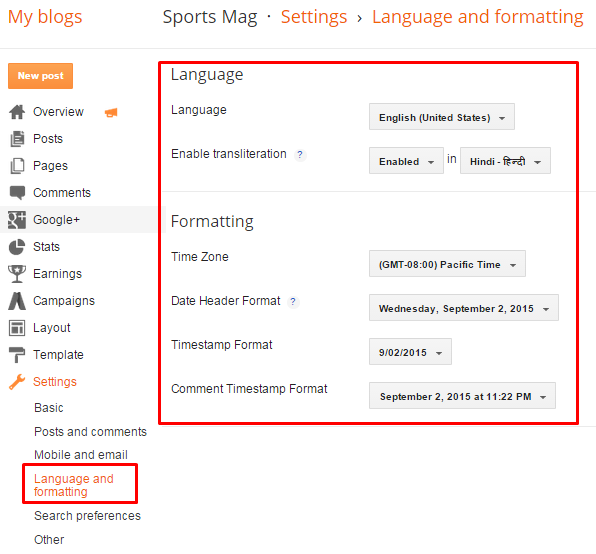 My blogs
Sports Mag · Settings › Language and formatting
New post
Overview
Posts
Pages
Comments
Google+
Stats
Earnings
Campaigns
Layout
Template
Settings
Basic
Posts and comments
Mobile and email
Language and
formatting
Search preferences
Other
Language
Language English (United States)
Enable transliteration ? Enabled in Hindi - हिन्दी
Formatting
Time Zone (GMT-08:00) Pacific Time
Date Header Format ? Wednesday, September 2, 2015
Timestamp Format 9/02/2015
Comment Timestamp Format September 2, 2015 at 11:22 PM